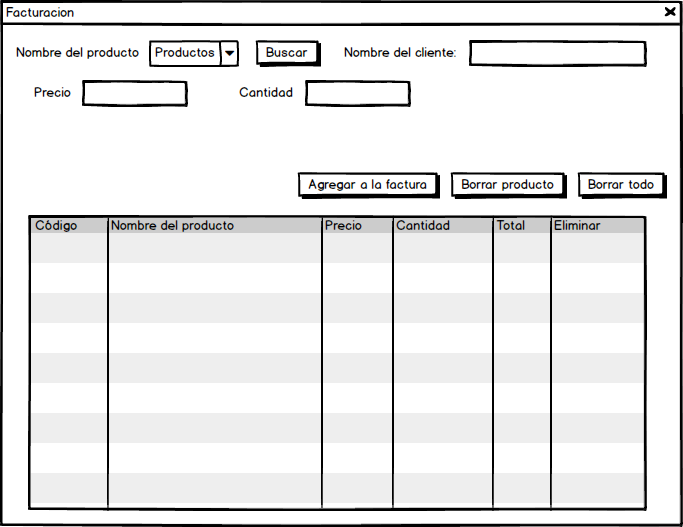 Facturacion
Nombre del producto Productos Buscar Nombre del cliente:
Precio Cantidad
Agregar a la factura Borrar producto Borrar todo
Código Nombre del producto Precio Cantidad Total Eliminar